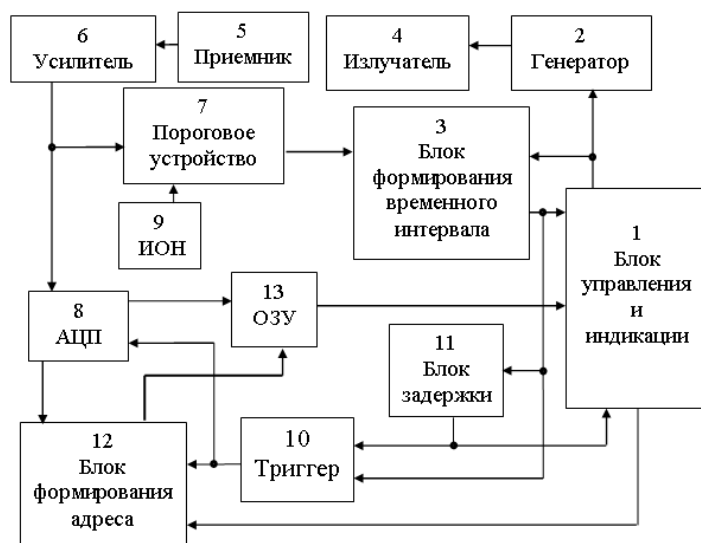 6
Усилитель
5
Приемник
4
Излучатель
2
Генератор
7
Пороговое
устройство
3
Блок
формирования
временного
интервала
9
ИОН
1
Блок
управления
и
индикации
8
АЦП
13
ОЗУ
11
Блок
задержки
12
Блок
формирования
адреса
10
Триггер